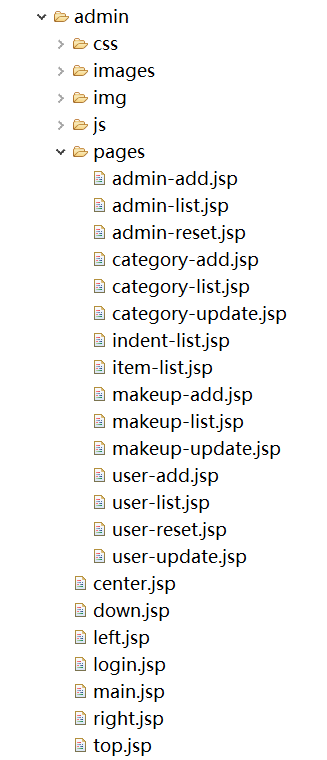 admin
css
images
img
js
pages
admin-add.jsp
admin-list.jsp
admin-reset.jsp
category-add.jsp
category-list.jsp
category-update.jsp
indent-list.jsp
item-list.jsp
makeup-add.jsp
makeup-list.jsp
makeup-update.jsp
user-add.jsp
user-list.jsp
user-reset.jsp
user-update.jsp
center.jsp
down.jsp
left.jsp
login.jsp
main.jsp
right.jsp
top.jsp